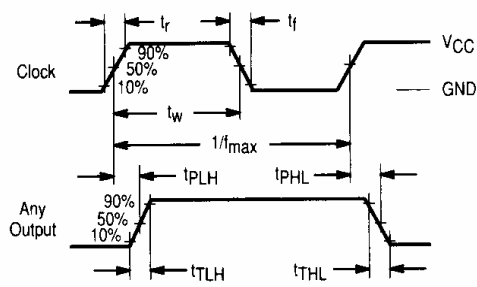 tr
tf
90%
50%
10%
Clock
VCC
GND
tw
1/fmax
tPLH
tPHL
Any
Output
90%
50%
10%
tTLH
tTHL